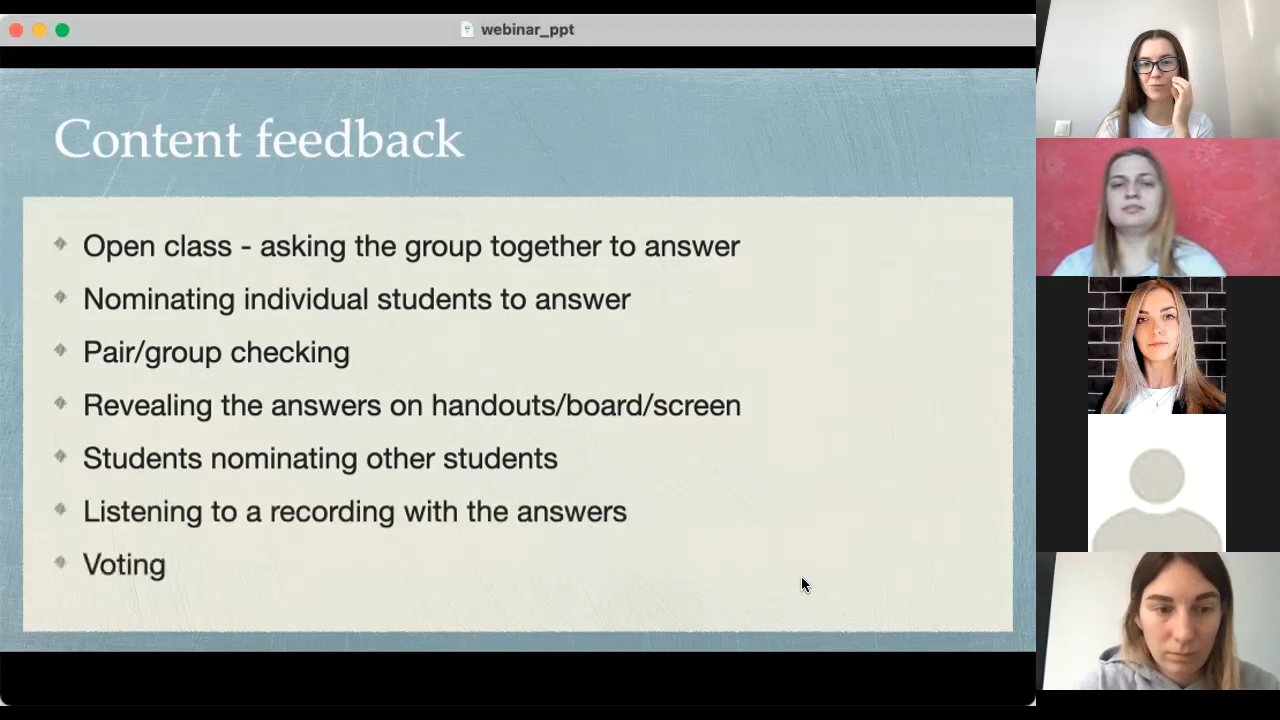 webinar_ppt
Content feedback
Open class - asking the group together to answer
Nominating individual students to answer
Pair/group checking
Revealing the answers on handouts/board/screen
Students nominating other students
Listening to a recording with the answers
Voting